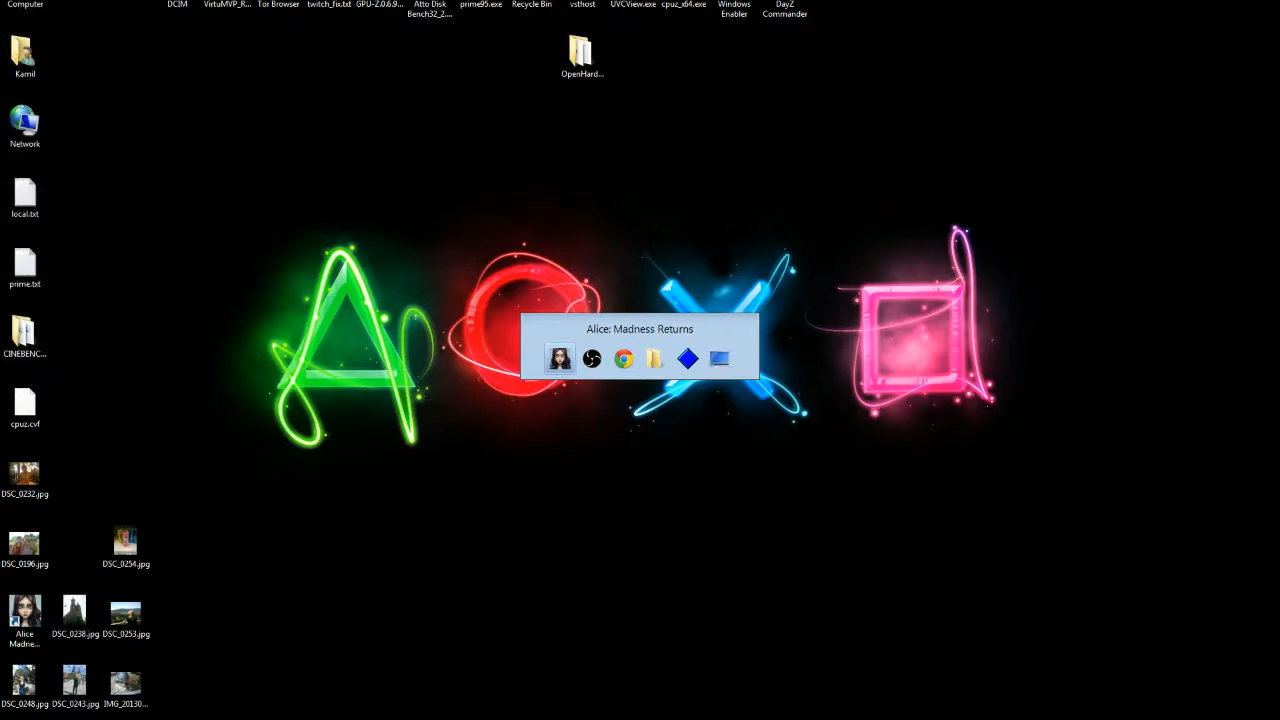 Computer
DCIM
VirtuMVP_R...
Tor Browser
twitch_fix.txt
GPU-Z.0.6.9...
Atto Disk
Bench32_2....
prime95.exe
Recycle Bin
vsthost
UVCView.exe
cpuz_x64.exe
Windows
Enabler
DayZ
Commander
Kamil
OpenHard...
Network
local.txt
prime.txt
Alice: Madness Returns
CINEBENC...
cpuz.cvf
DSC_0232.jpg
DSC_0196.jpg
DSC_0254.jpg
Alice
Madne...
DSC_0238.jpg
DSC_0253.jpg
DSC_0248.jpg
DSC_0243.jpg
IMG_20130...